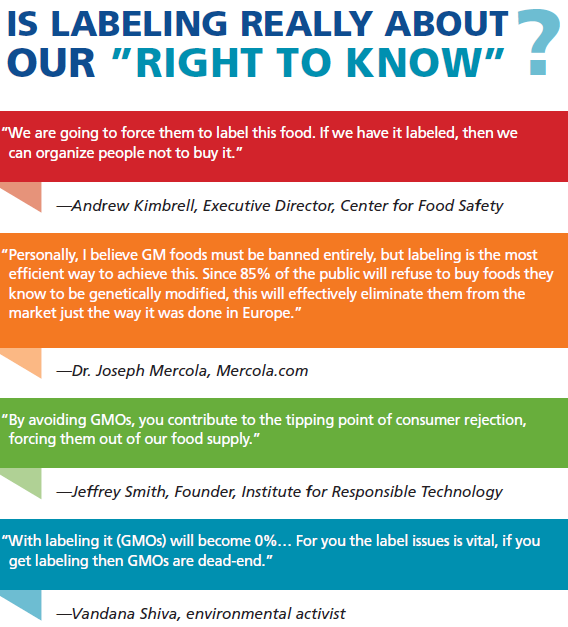 IS LABELING REALLY ABOUT
OUR ”RIGHT TO KNOW”?
“We are going to force them to label this food. If we have it labeled, then we
can organize people not to buy it.”
—Andrew Kimbrell, Executive Director, Center for Food Safety
“Personally, I believe GM foods must be banned entirely, but labeling is the most
efficient way to achieve this. Since 85% of the public will refuse to buy foods they
know to be genetically modified, this will effectively eliminate them from the
market just the way it was done in Europe.”
—Dr. Joseph Mercola, Mercola.com
“By avoiding GMOs, you contribute to the tipping point of consumer rejection,
forcing them out of our food supply.”
—Jeffrey Smith, Founder, Institute for Responsible Technology
“With labeling it (GMOs) will become 0%... For you the label issues is vital, if you
get labeling then GMOs are dead-end.”
—Vandana Shiva, environmental activist